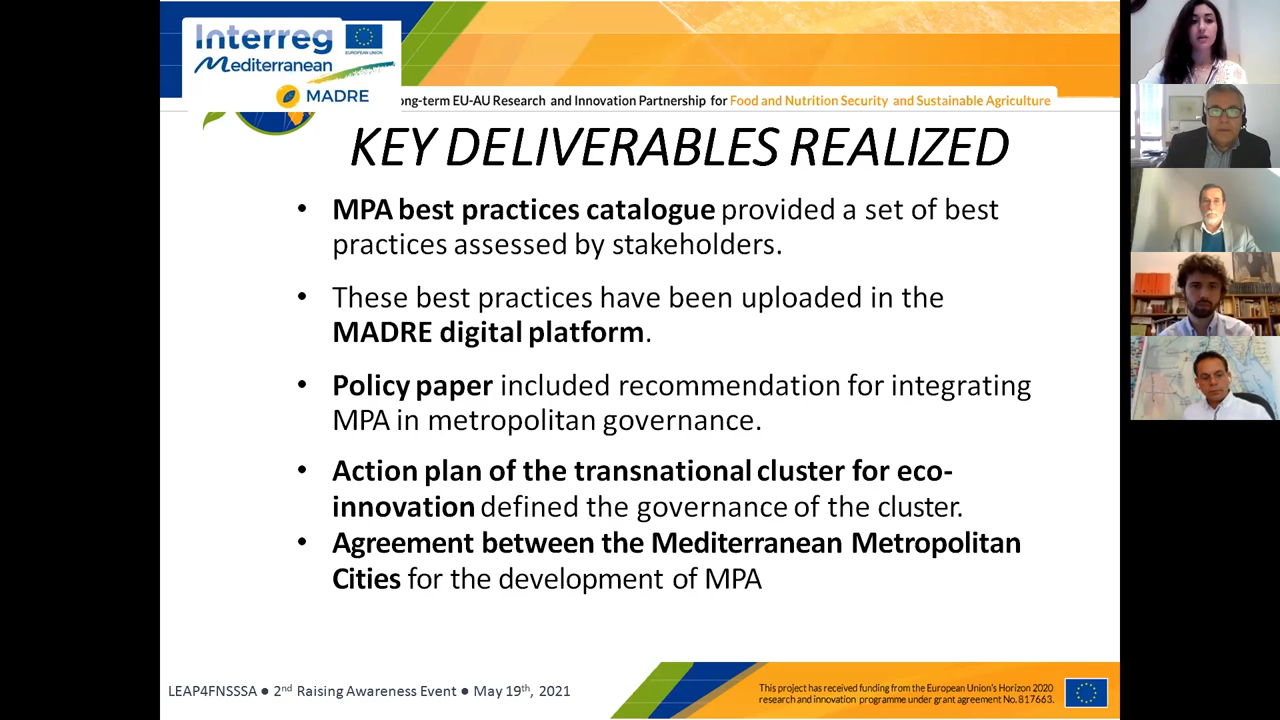 Interreg
EUROPEAN UNION
Mediterranean
MADRE
ong-term EU-AU Research and Innovation Partnership for Food and Nutrition Security and Sustainable Agriculture
KEY DELIVERABLES REALIZED
• MPA best practices catalogue provided a set of best
practices assessed by stakeholders.
• These best practices have been uploaded in the
MADRE digital platform.
• Policy paper included recommendation for integrating
MPA in metropolitan governance.
• Action plan of the transnational cluster for eco-
innovation defined the governance of the cluster.
• Agreement between the Mediterranean Metropolitan
Cities for the development of MPA
LEAP4FNSSSA ● 2nd Raising Awareness Event ● May 19th, 2021
This project has received funding from the European Union's Horizon 2020
research and innovation programme under grant agreement No.817663.